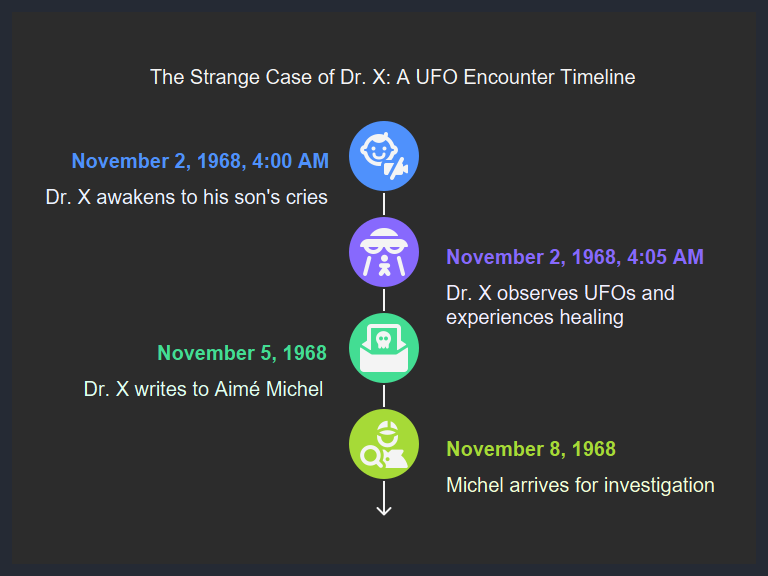 The Strange Case of Dr. X: A UFO Encounter Timeline
November 2, 1968, 4:00 AM
Dr. X awakens to his son's cries
November 2, 1968, 4:05 AM
Dr. X observes UFOs and
experiences healing
November 5, 1968
Dr. X writes to Aimé Michel
November 8, 1968
Michel arrives for investigation